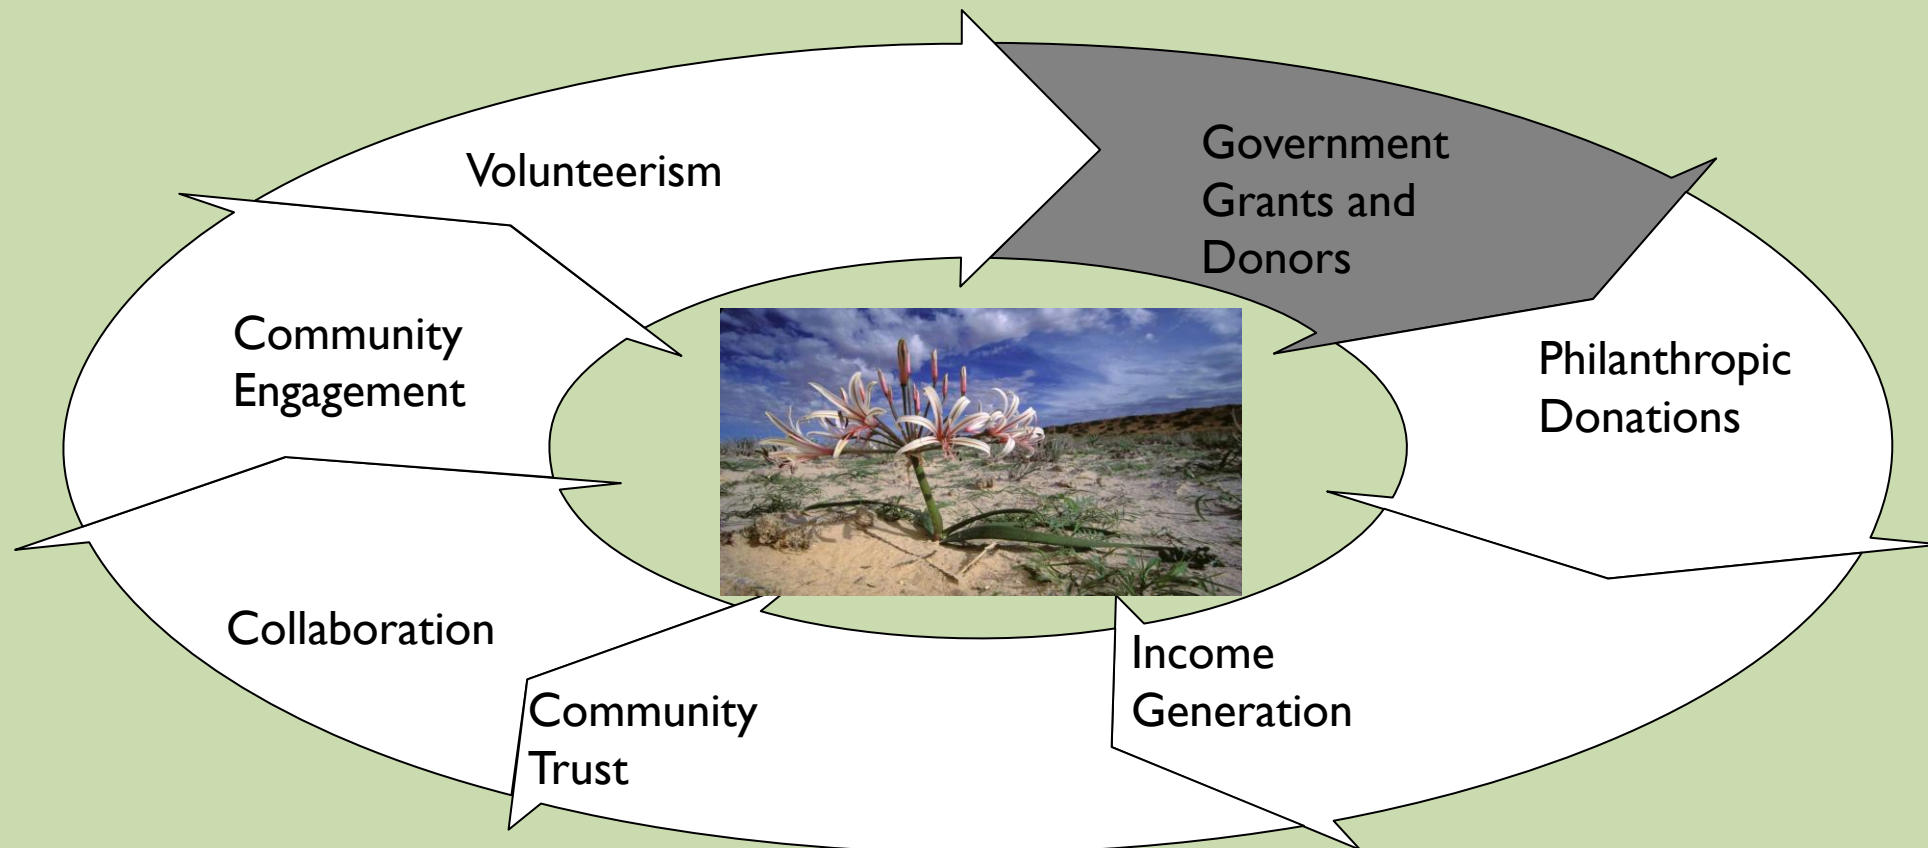 Volunteerism
Government
Grants and
Donors
Philanthropic
Donations
Income
Generation
Community
Trust
Collaboration
Community
Engagement